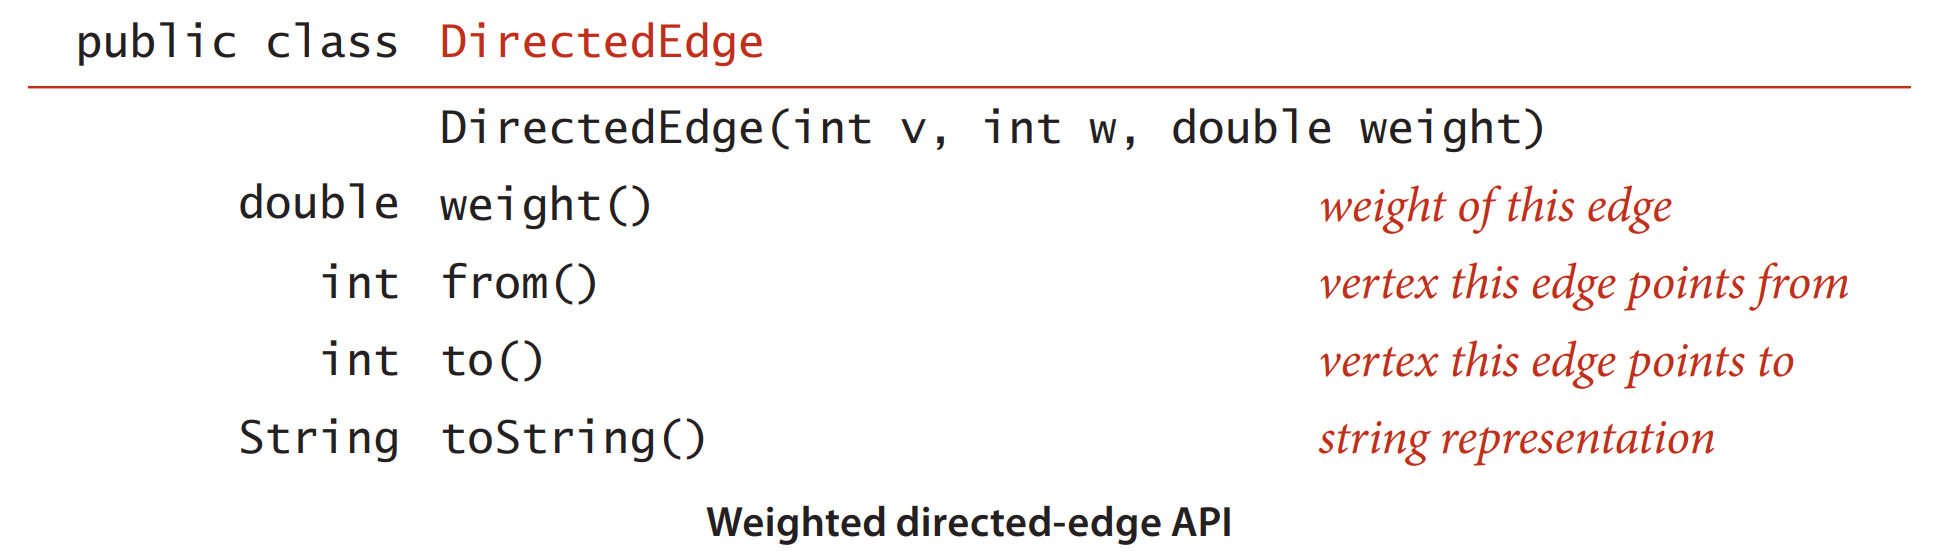 public class DirectedEdge
DirectedEdge(int v, int w, double weight)
double weight() weight of this edge
int from() vertex this edge points from
int to() vertex this edge points to
String toString() string representation
Weighted directed-edge API